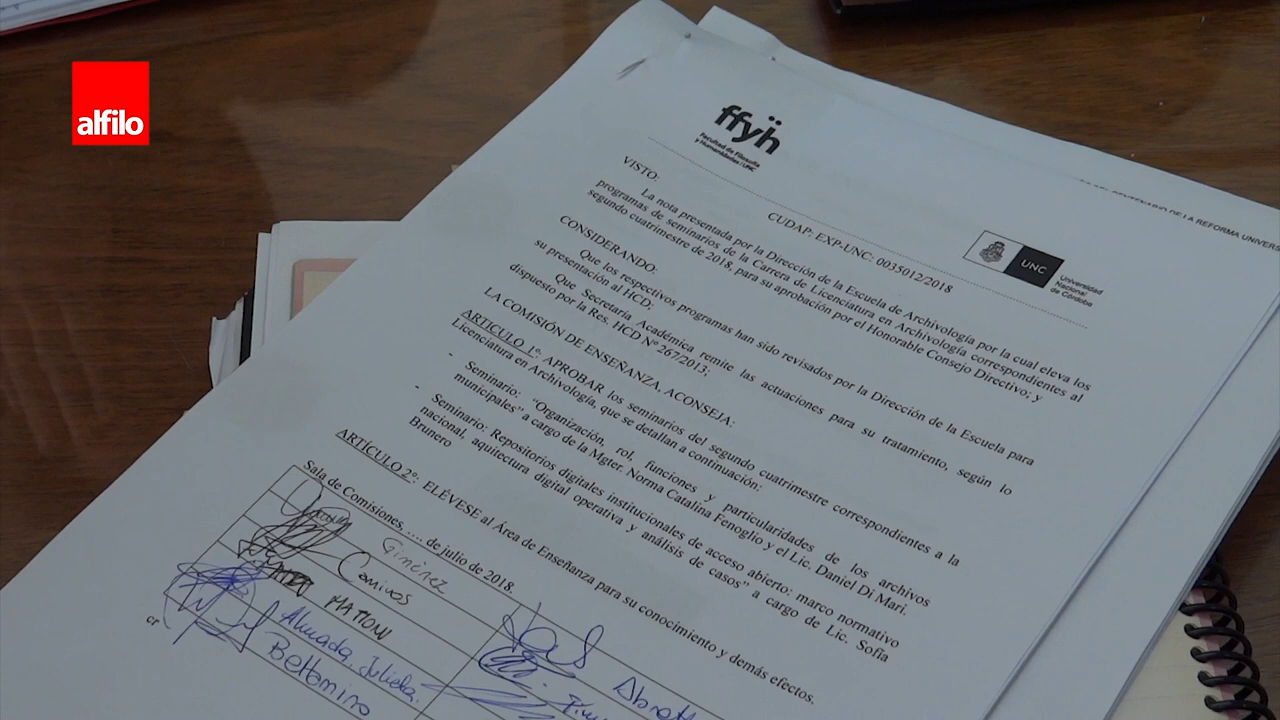 alfilo
ffyh
Facultad de Filosofía
y Humanidades | UNC
DE LA REFORMA UNIVERS
UNC
Universidad
Nacional
de Córdoba
CUDAP: EXP-UNC: 0035012/2018
VISTO:
La nota presentada por la Dirección de la Escuela de Archivología por la cual eleva los
programas de seminarios de la Carrera de Licenciatura en Archivología correspondientes al
segundo cuatrimestre de 2018, para su aprobación por el Honorable Consejo Directivo; y
CONSIDERANDO:
Que los respectivos programas han sido revisados por la Dirección de la Escuela para
su presentación al HCD;
Que Secretaría Académica remite las actuaciones para su tratamiento, según lo
dispuesto por la Res. HCD Nº 267/2013;
LA COMISIÓN DE ENSEÑANZA, ACONSEJA:
ARTÍCULO 1º: APROBAR los seminarios del segundo cuatrimestre correspondientes a la
Licenciatura en Archivología, que se detallan a continuación:
- Seminario: "Organización, rol, funciones y particularidades de los archivos
municipales" a cargo de la Mgter. Norma Catalina Fenoglio y el Lic. Daniel Di Mari.
- Seminario: Repositorios digitales institucionales de acceso abierto: marco normativo
nacional, aquitectura digital operativa y análisis de casos" a cargo de Lic. Sofía
Brunero
ARTÍCULO 2º: ELÉVESE al Área de Enseñanza para su conocimiento y demás efectos.
Sala de Comisiones, .... de julio de 2018.
Giménez
Comivos
MATTONI
Almada, Julieta.
Bettomino
cr